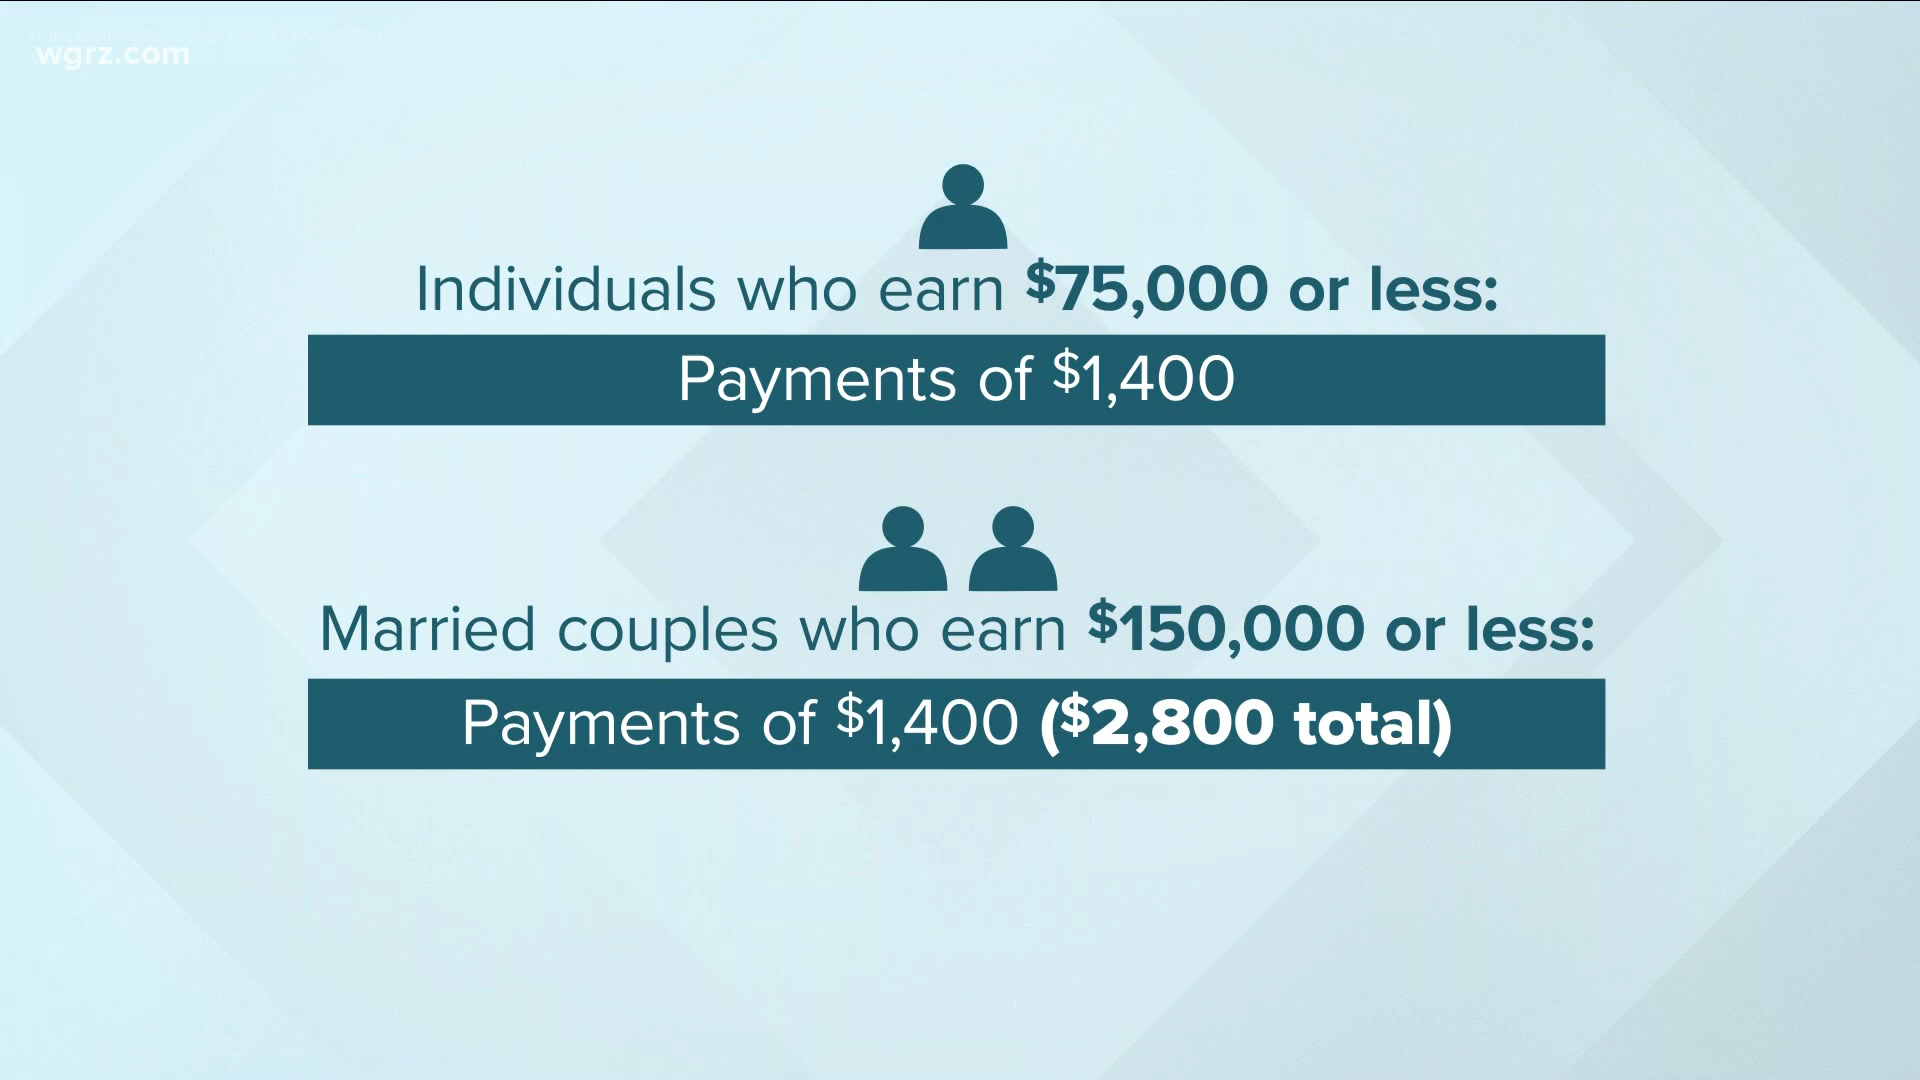 wgrz.com
Individuals who earn $75,000 or less:
Payments of $1,400
Married couples who earn $150,000 or less:
Payments of $1,400 ($2,800 total)